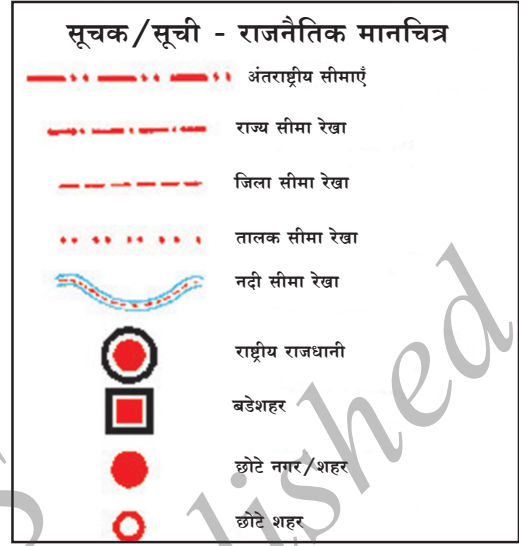 सूचक/सूची - राजनैतिक मानचित्र
अंतराष्ट्रीय सीमाएँ
राज्य सीमा रेखा
जिला सीमा रेखा
तालक सीमा रेखा
नदी सीमा रेखा
राष्ट्रीय राजधानी
बडेशहर
छोटे नगर/शहर
छोटे शहर